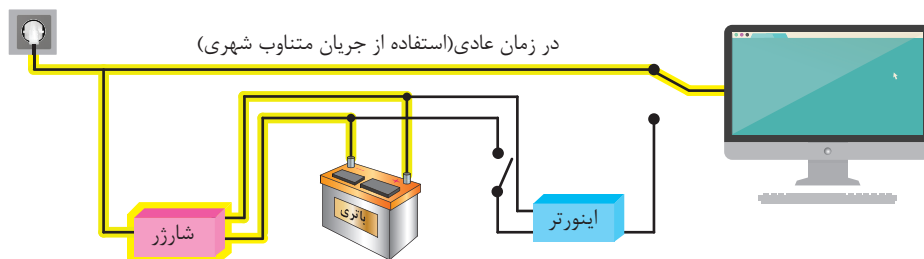 در زمان عادی(استفاده از جریان متناوب شهری)
باتری
اینورتر
شارژر